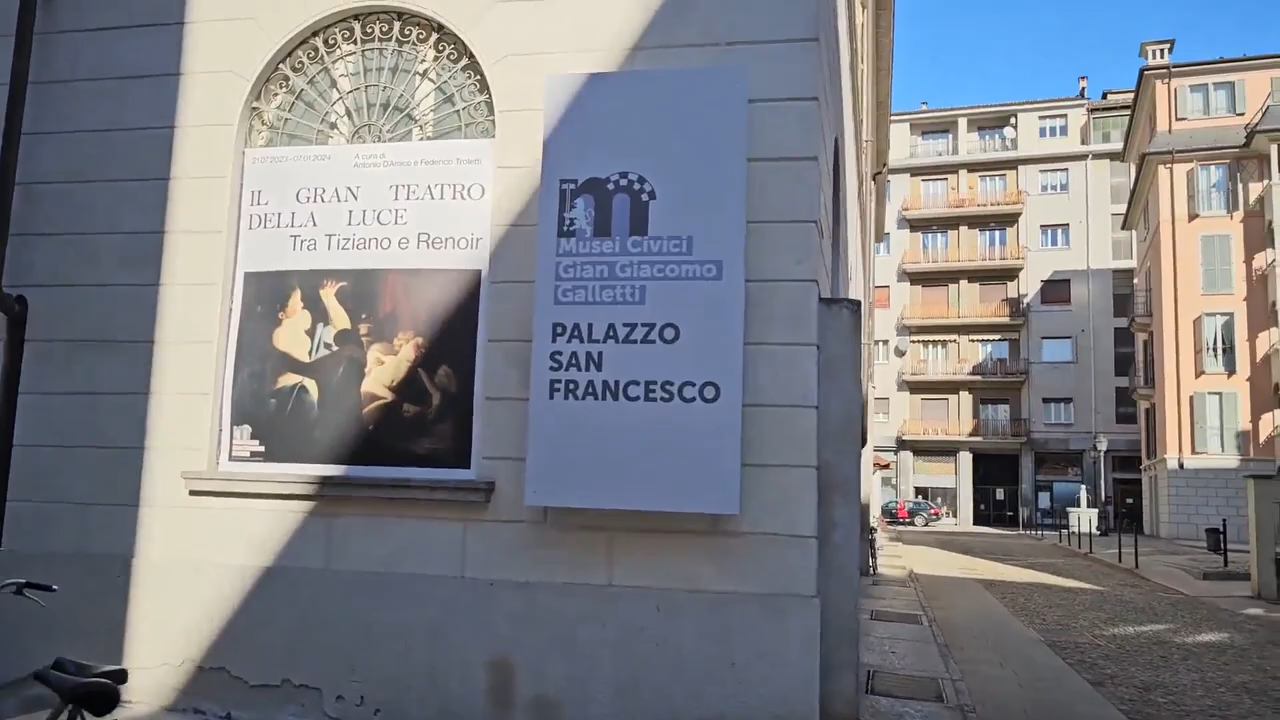 21.07.2023 - 07.01.2024
A cura di
Antonio D'Amico e Federico Troletti
IL GRAN TEATRO
DELLA LUCE
Tra Tiziano e Renoir
m
Musei Civici
Gian Giacomo
Galletti
PALAZZO
SAN
FRANCESCO